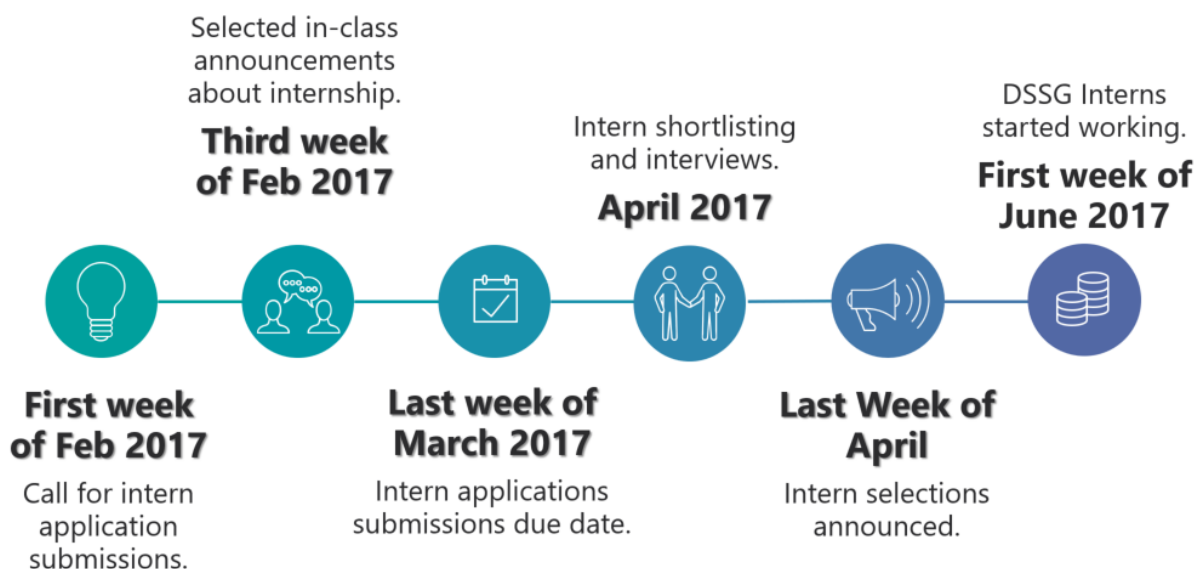 First week
of Feb 2017
Call for intern
application
submissions.
Selected in-class
announcements
about internship.
Third week
of Feb 2017
Last week of
March 2017
Intern applications
submissions due date.
Intern shortlisting
and interviews.
April 2017
Last Week of
April
Intern selections
announced.
DSSG Interns
started working.
First week of
June 2017